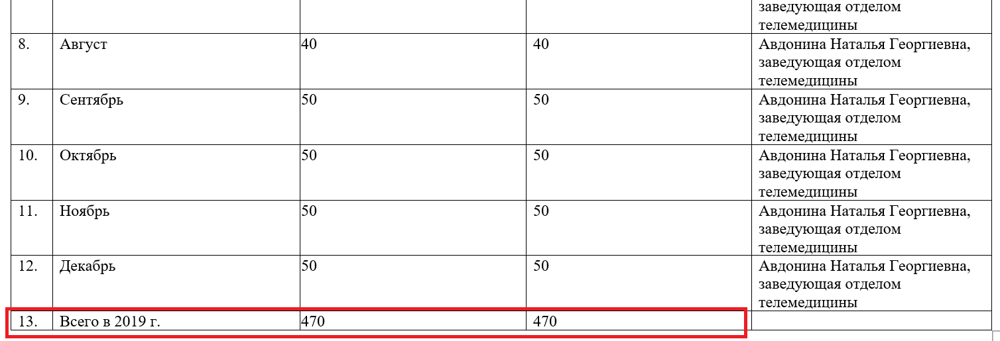 заведующая отделом
телемедицины
8. Август 40 40 Авдонина Наталья Георгиевна,
заведующая отделом
телемедицины
9. Сентябрь 50 50 Авдонина Наталья Георгиевна,
заведующая отделом
телемедицины
10. Октябрь 50 50 Авдонина Наталья Георгиевна,
заведующая отделом
телемедицины
11. Ноябрь 50 50 Авдонина Наталья Георгиевна,
заведующая отделом
телемедицины
12. Декабрь 50 50 Авдонина Наталья Георгиевна,
заведующая отделом
телемедицины
13. Всего в 2019 г. 470 470